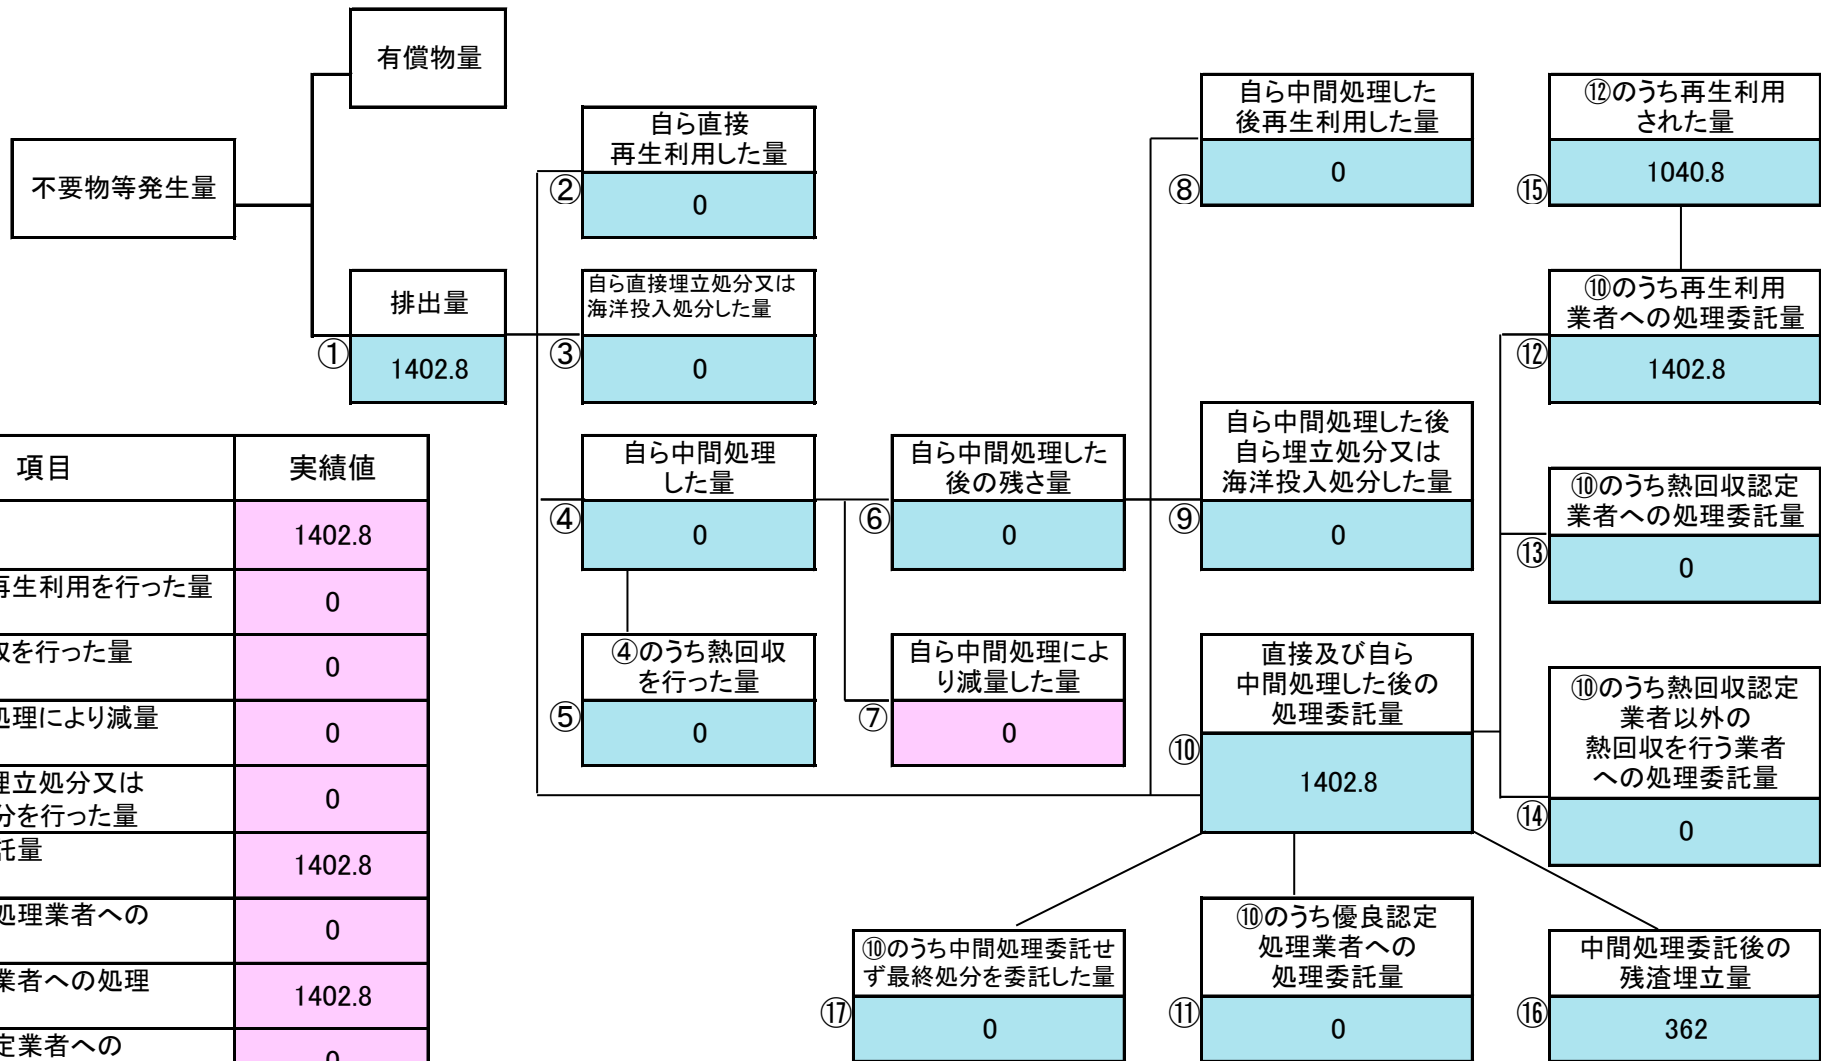 有償物量
不要物等発生量
排出量
①
1402.8
自ら直接
再生利用した量
②
0
自ら直接埋立処分又は
海洋投入処分した量
③
0
自ら中間処理
した量
④
0
④のうち熱回収
を行った量
⑤
0
自ら中間処理した
後の残さ量
⑥
0
自ら中間処理によ
り減量した量
⑦
0
自ら中間処理した
後再生利用した量
⑧
0
自ら中間処理した後
自ら埋立処分又は
海洋投入処分した量
⑨
0
直接及び自ら
中間処理した後の
処理委託量
⑩
1402.8
⑫のうち再生利用
された量
⑮
1040.8
⑩のうち再生利用
業者への処理委託量
⑫
1402.8
⑩のうち熱回収認定
業者への処理委託量
⑬
0
⑩のうち熱回収認定
業者以外の
熱回収を行う業者
への処理委託量
⑭
0
⑩のうち中間処理委託せ
ず最終処分を委託した量
⑰
0
⑩のうち優良認定
処理業者への
処理委託量
⑪
0
中間処理委託後の
残渣埋立量
⑯
362
項目
実績値
1402.8
再生利用を行った量
0
収を行った量
0
処理により減量
0
埋立処分又は
分を行った量
0
託量
1402.8
処理業者への
0
業者への処理
1402.8
定業者への
0